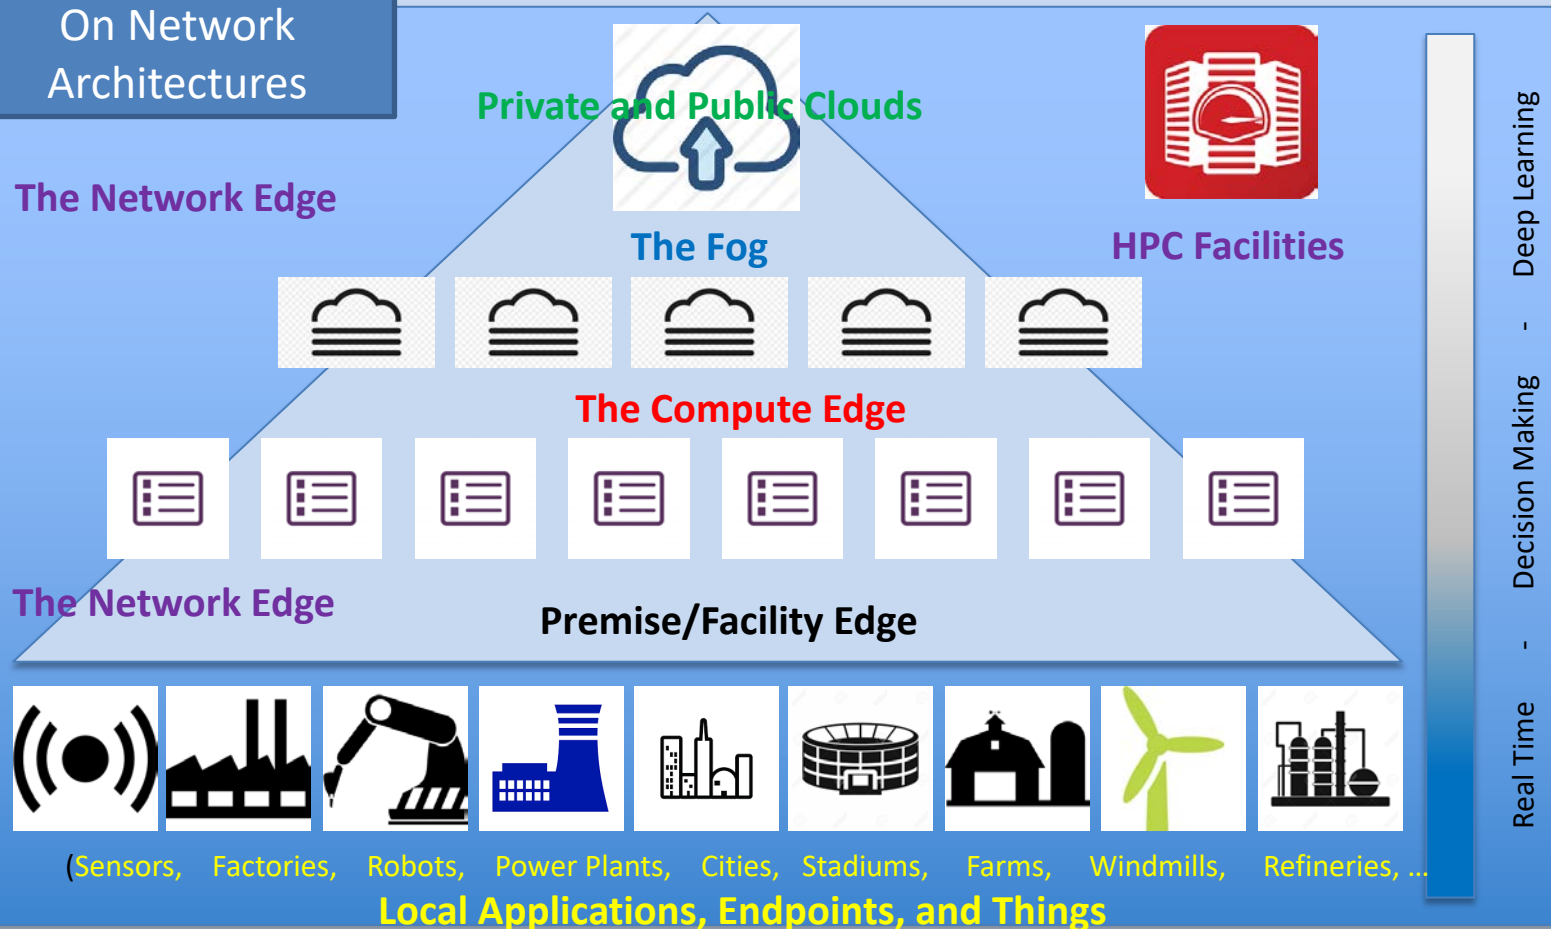 On Network
Architectures
Private and Public Clouds
The Network Edge
The Fog
HPC Facilities
The Compute Edge
The Network Edge
Premise/Facility Edge
(Sensors, Factories, Robots, Power Plants, Cities, Stadiums, Farms, Windmills, Refineries, ...
Local Applications, Endpoints, and Things
Real Time - Decision Making - Deep Learning